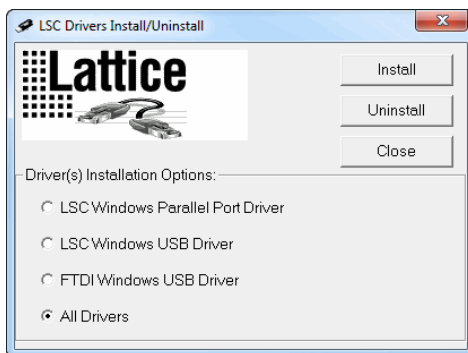 LSC Drivers Install/Uninstall
Lattice
Install
Uninstall
Close
Driver(s) Installation Options:
LSC Windows Parallel Port Driver
LSC Windows USB Driver
FTDI Windows USB Driver
All Drivers